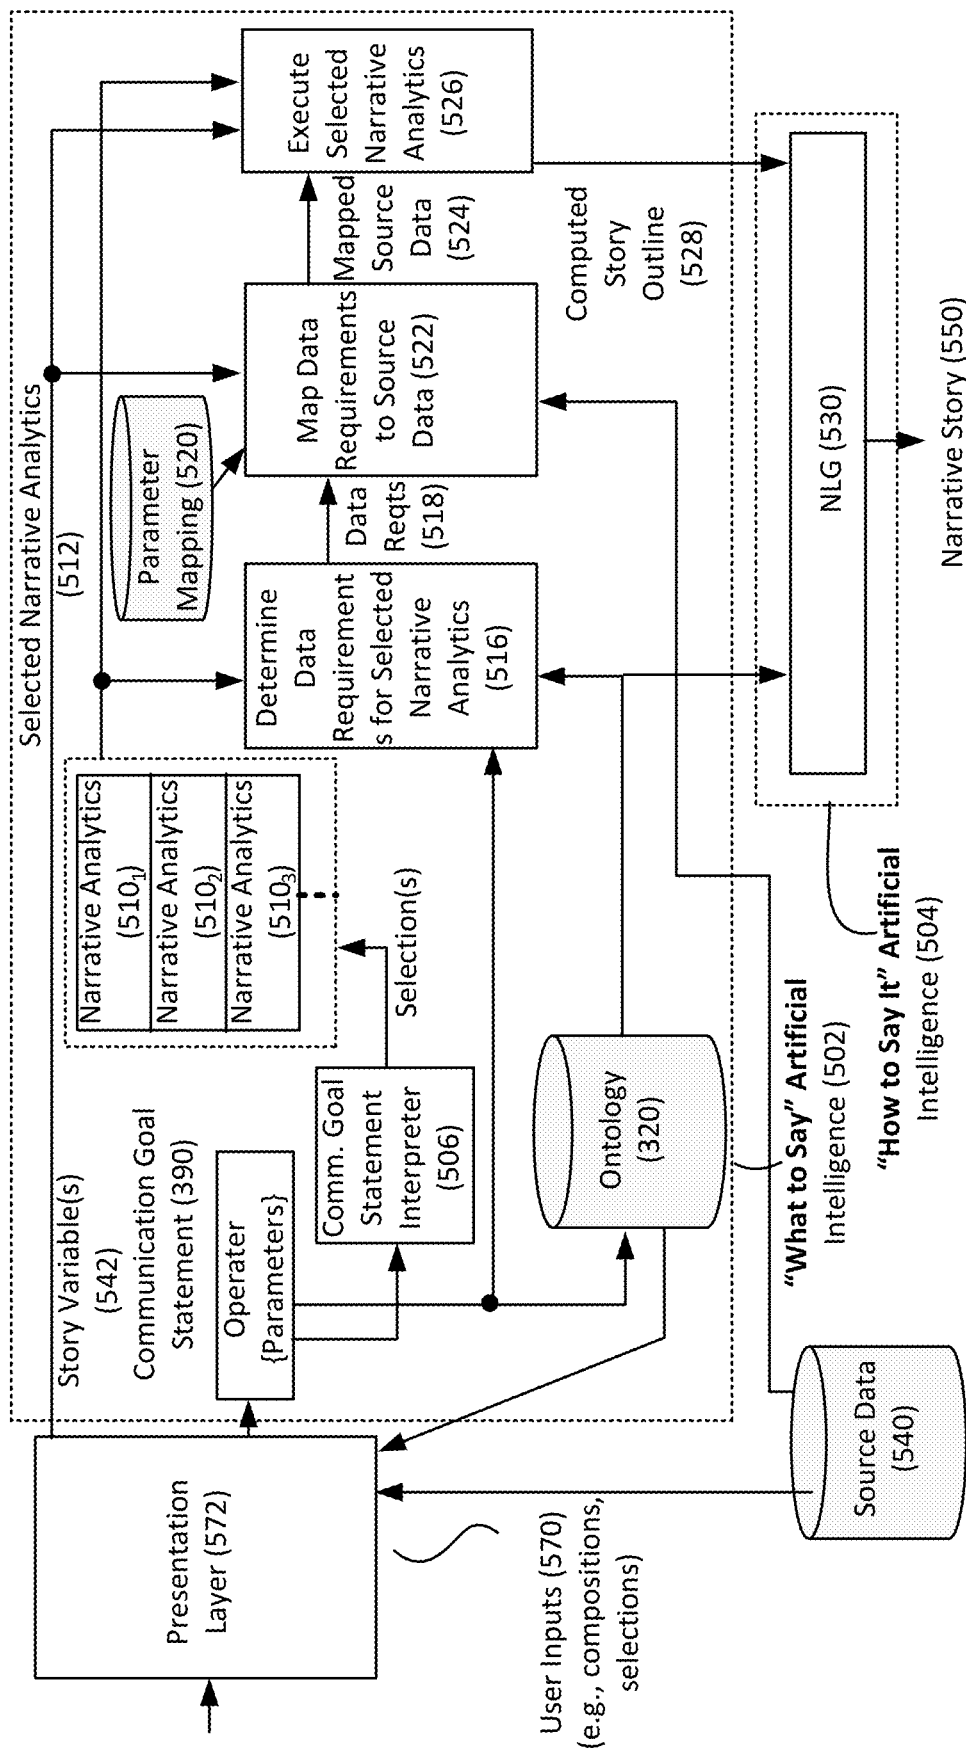 Presentation
Layer (572)
User Inputs (570)
(e.g., compositions,
selections)
Source Data
(540)
Story Variable(s)
(542)
Communication Goal
Statement (390)
Operater
{Parameters}
Comm. Goal
Statement
Interpreter
(506)
Selection(s)
Ontology
(320)
"What to Say" Artificial
Intelligence (502)
"How to Say It" Artificial
Intelligence (504)
Narrative Analytics
(510₁)
Narrative Analytics
(510₂)
Narrative Analytics
(510₃)
Selected Narrative Analytics
(512)
Determine
Data
Requirement
s for Selected
Narrative
Analytics
(516)
Parameter
Mapping (520)
Data
Reqts
(518)
Map Data
Requirements
to Source
Data (522)
Mapped
Source
Data
(524)
Execute
Selected
Narrative
Analytics
(526)
Computed
Story
Outline
(528)
NLG (530)
Narrative Story (550)